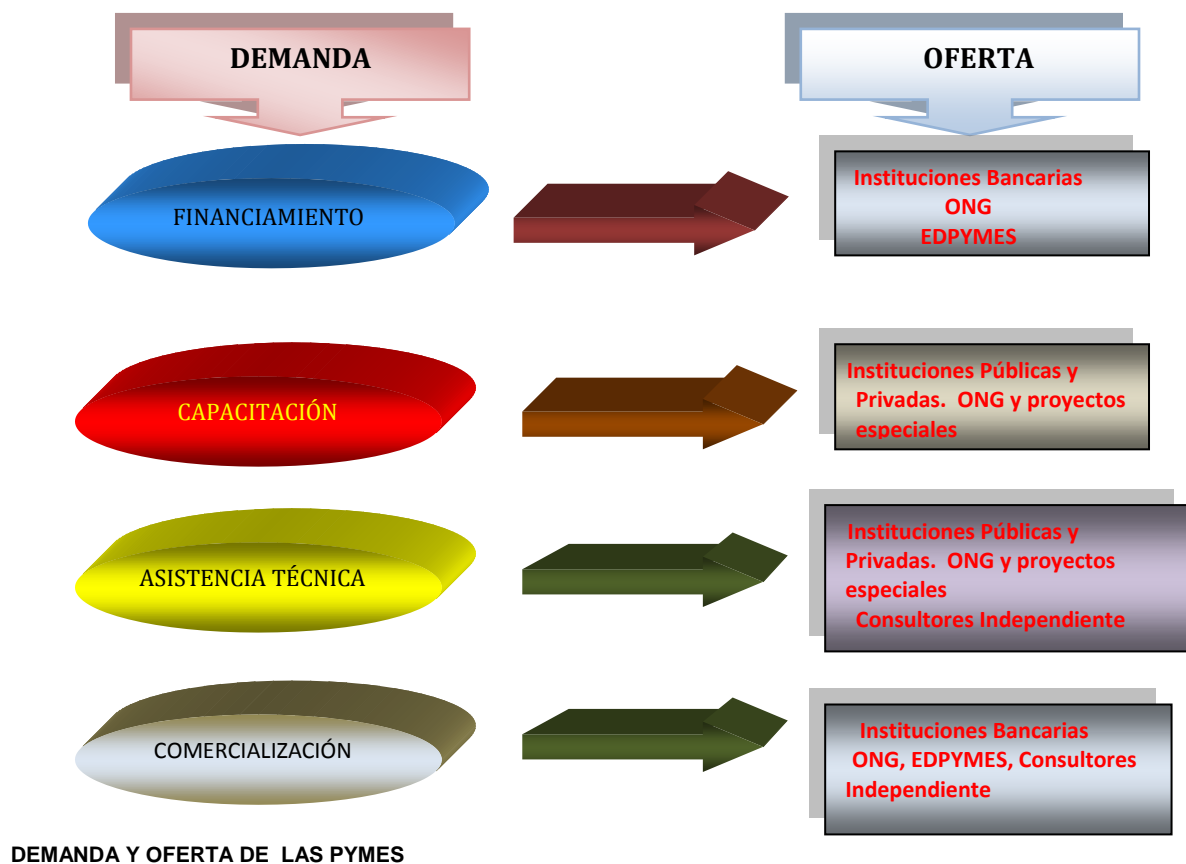 DEMANDA
OFERTA
FINANCIAMIENTO
Instituciones Bancarias
ONG
EDPYMES
CAPACITACIÓN
Instituciones Públicas y
Privadas. ONG y proyectos
especiales
ASISTENCIA TÉCNICA
Instituciones Públicas y
Privadas. ONG y proyectos
especiales
Consultores Independiente
COMERCIALIZACIÓN
Instituciones Bancarias
ONG, EDPYMES, Consultores
Independiente
DEMANDA Y OFERTA DE LAS PYMES